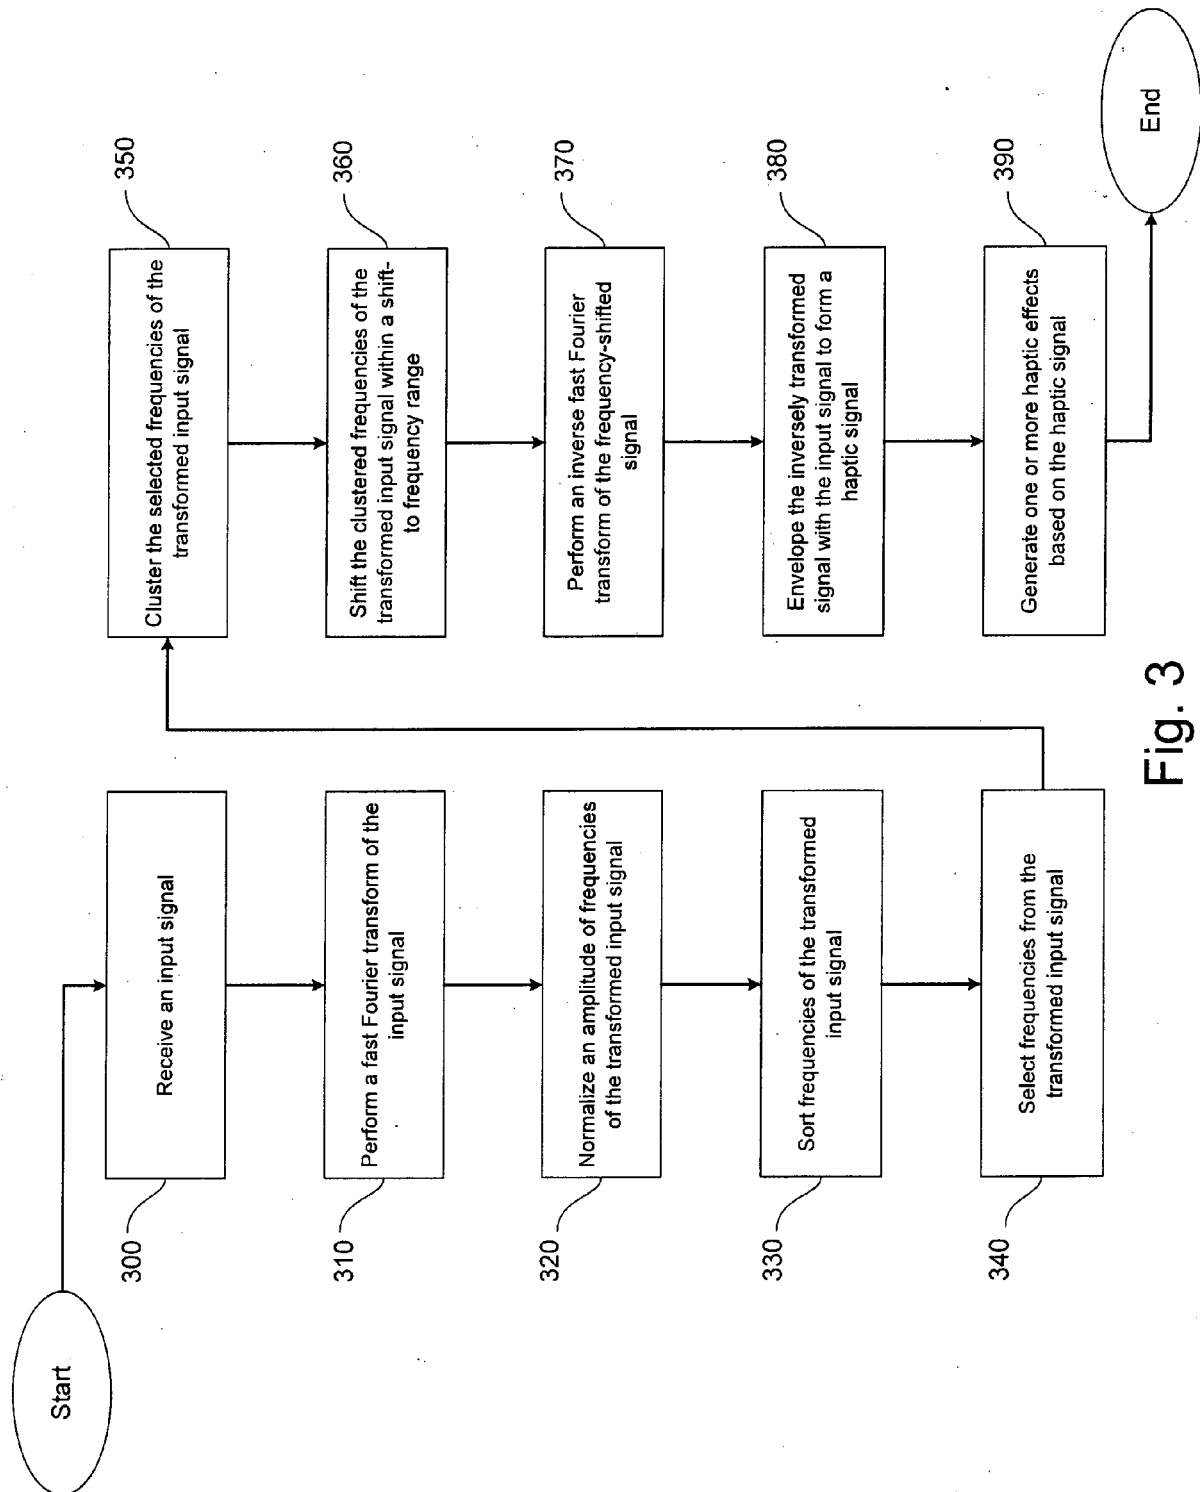 Start
300
Receive an input signal
310
Perform a fast Fourier transform of the
input signal
320
Normalize an amplitude of frequencies
of the transformed input signal
330
Sort frequencies of the transformed
input signal
340
Select frequencies from the
transformed input signal
350
Cluster the selected frequencies of the
transformed input signal
360
Shift the clustered frequencies of the
transformed input signal within a shift-
to frequency range
370
Perform an inverse fast Fourier
transform of the frequency-shifted
signal
380
Envelope the inversely transformed
signal with the input signal to form a
haptic signal
390
Generate one or more haptic effects
based on the haptic signal
End
Fig. 3